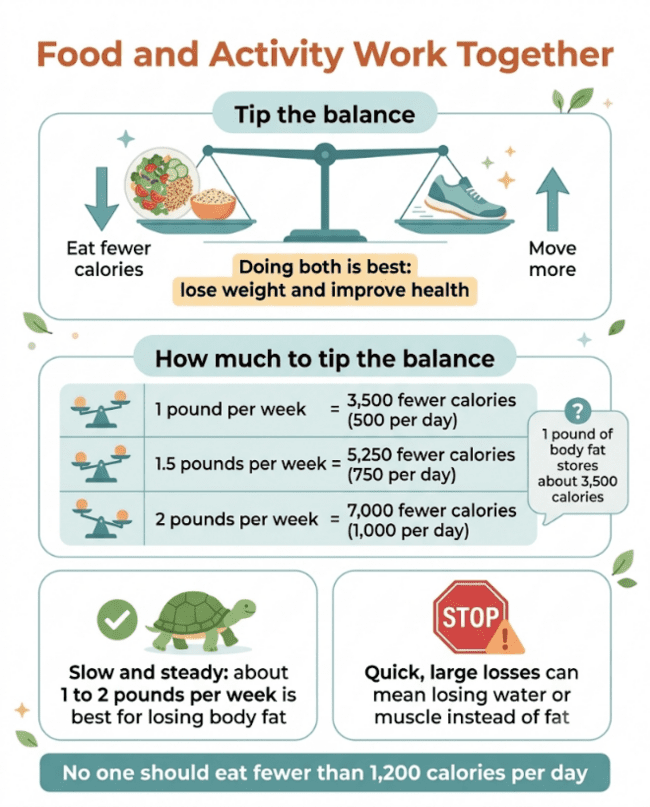 Food and Activity Work Together
Tip the balance
Eat fewer
calories
Move
more
Doing both is best:
lose weight and improve health
How much to tip the balance
1 pound per week = 3,500 fewer calories
(500 per day)
1.5 pounds per week = 5,250 fewer calories
(750 per day)
2 pounds per week = 7,000 fewer calories
(1,000 per day)
?
1 pound of
body fat
stores
about 3,500
calories
Slow and steady: about
1 to 2 pounds per week is
best for losing body fat
STOP
!
Quick, large losses can
mean losing water or
muscle instead of fat
No one should eat fewer than 1,200 calories per day